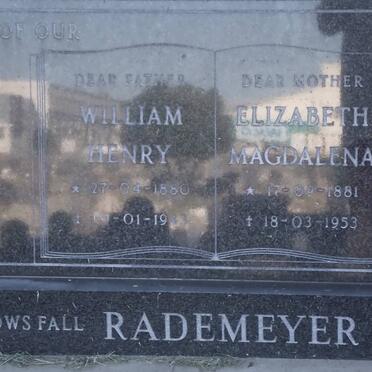 OF OUR
DEAR FATHER
WILLIAM
HENRY
★ 27-04-1880
DEAR MOTHER
ELIZABETH
MAGDALENA
★ 17-09-1881
† 18-03-1953
OWS FALL RADEMEYER